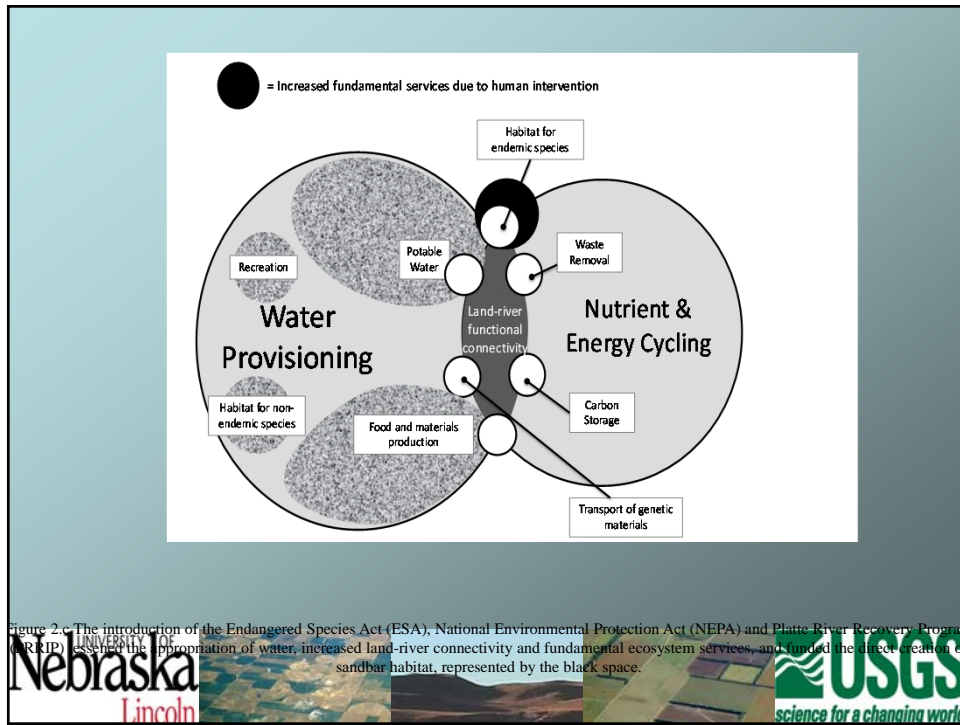 = Increased fundamental services due to human intervention
Habitat for
endemic species
Potable
Water
Waste
Removal
Recreation
Land-river
functional
connectivity
Water
Provisioning
Nutrient &
Energy Cycling
Habitat for non-
endemic species
Food and materials
production
Carbon
Storage
Transport of genetic
materials
Figure 2.c The introduction of the Endangered Species Act (ESA), National Environmental Protection Act (NEPA) and Platte River Recovery Progra
(PRRIP) lessened the appropriation of water, increased land-river connectivity and fundamental ecosystem services, and funded the direct creation o
sandbar habitat, represented by the black space.
UNIVERSITY OF
Nebraska
Lincoln
USGS
science for a changing world